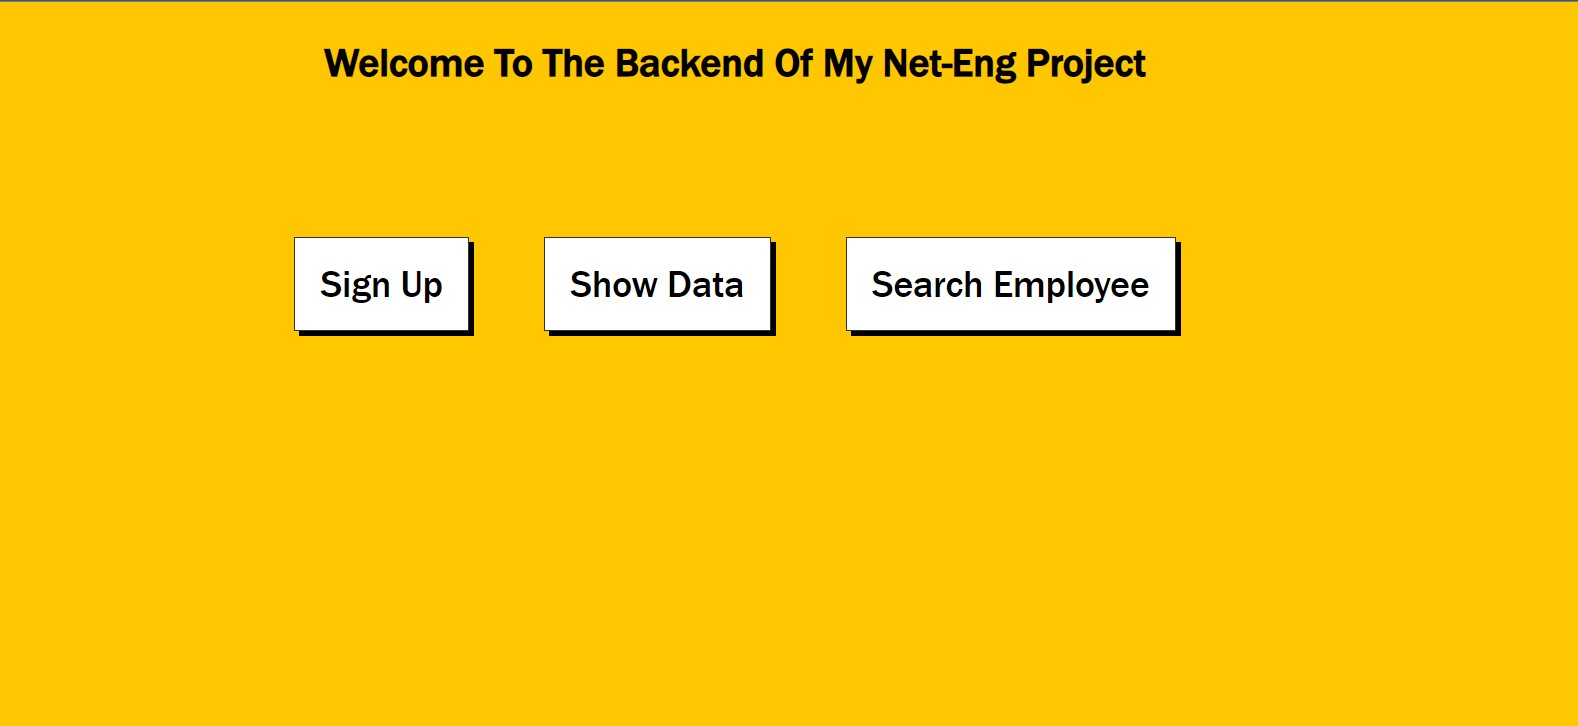 Welcome To The Backend Of My Net-Eng Project
Sign Up
Show Data
Search Employee